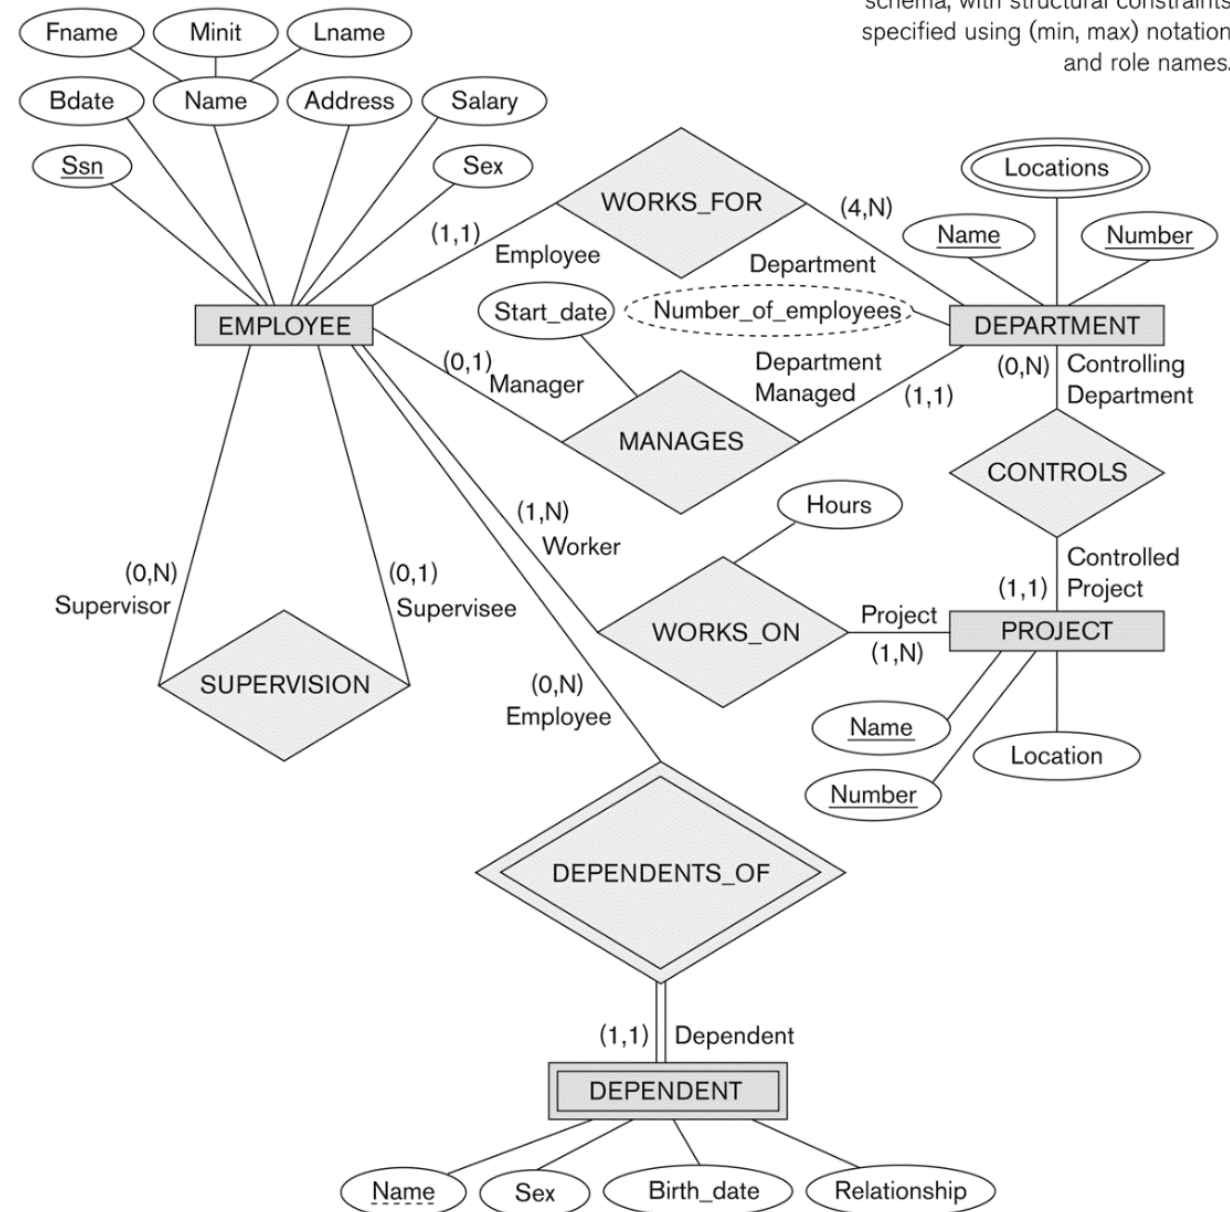 schema, with structural constraints
specified using (min, max) notation
and role names.
Fname
Minit
Lname
Bdate
Name
Address
Salary
Ssn
Sex
WORKS_FOR
Locations
(1,1)
Employee
(4,N)
Department
Name
Number
EMPLOYEE
Start_date
Number_of_employees
DEPARTMENT
(0,1)
Manager
Department
Managed
(1,1)
(0,N)
Controlling
Department
MANAGES
CONTROLS
Hours
(1,N)
Worker
Controlled
Project
(1,1)
(0,N)
Supervisor
(0,1)
Supervisee
WORKS_ON
Project
(1,N)
PROJECT
SUPERVISION
(0,N)
Employee
Name
Location
Number
DEPENDENTS_OF
(1,1)
Dependent
DEPENDENT
Name
Sex
Birth_date
Relationship